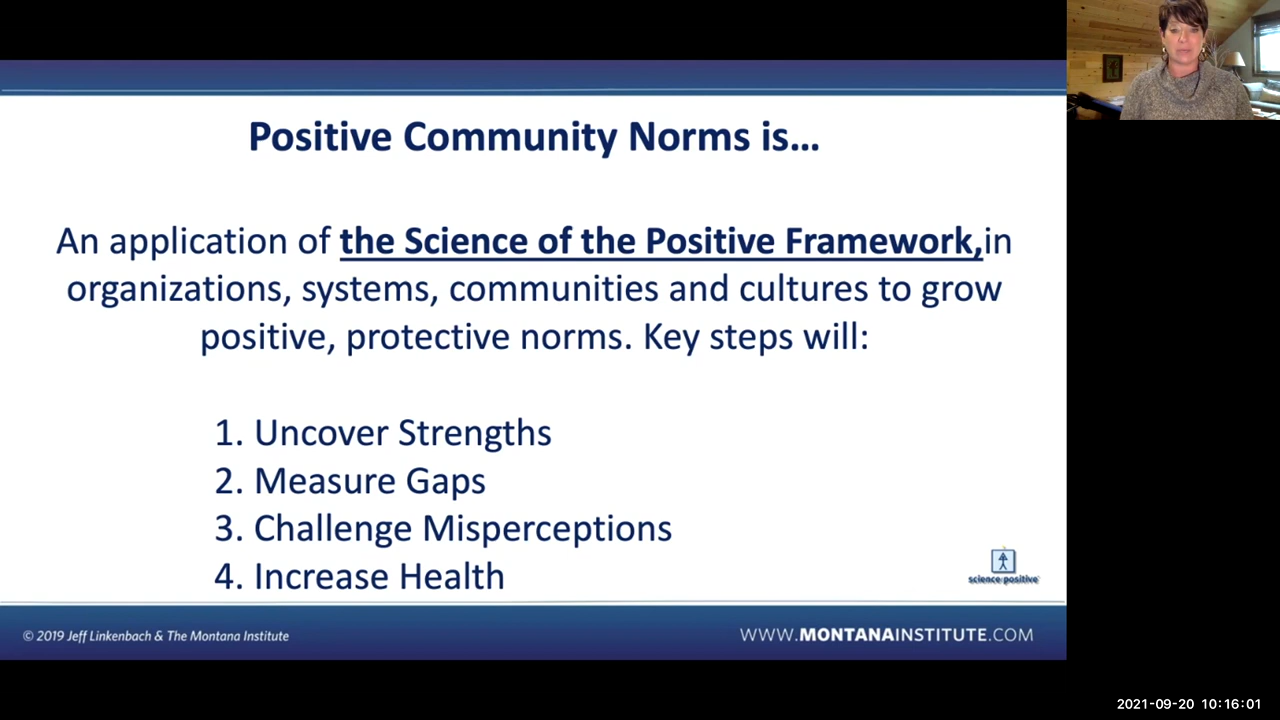 Positive Community Norms is…
An application of the Science of the Positive Framework,in
organizations, systems, communities and cultures to grow
positive, protective norms. Key steps will:
1. Uncover Strengths
2. Measure Gaps
3. Challenge Misperceptions
4. Increase Health
science positive
© 2019 Jeff Linkenbach & The Montana Institute
WWW.MONTANAINSTITUTE.COM
2021-09-20 10:16:01